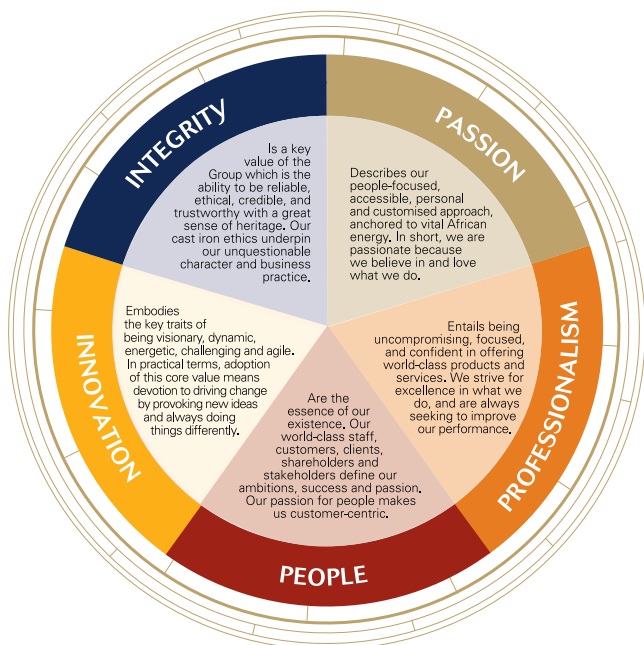 INTEGRITY
Is a key
value of the
Group which is the
ability to be reliable,
ethical, credible, and
trustworthy with a great
sense of heritage. Our
cast iron ethics underpin
our unquestionable
character and business
practice.
PASSION
Describes our
people-focused,
accessible, personal
and customised approach,
anchored to vital African
energy. In short, we are
passionate because
we believe in and love
what we do.
INNOVATION
Embodies
the key traits of
being visionary, dynamic,
energetic, challenging and agile.
In practical terms, adoption
of this core value means
devotion to driving change
by provoking new ideas
and always doing
things differently.
PROFESSIONALISM
Entails being
uncompromising, focused,
and confident in offering
world-class products and
services. We strive for
excellence in what we
do, and are always
seeking to improve
our performance.
Are the
essence of our
existence. Our
world-class staff,
customers, clients,
shareholders and
stakeholders define our
ambitions, success and passion.
Our passion for people makes
us customer-centric.
PEOPLE